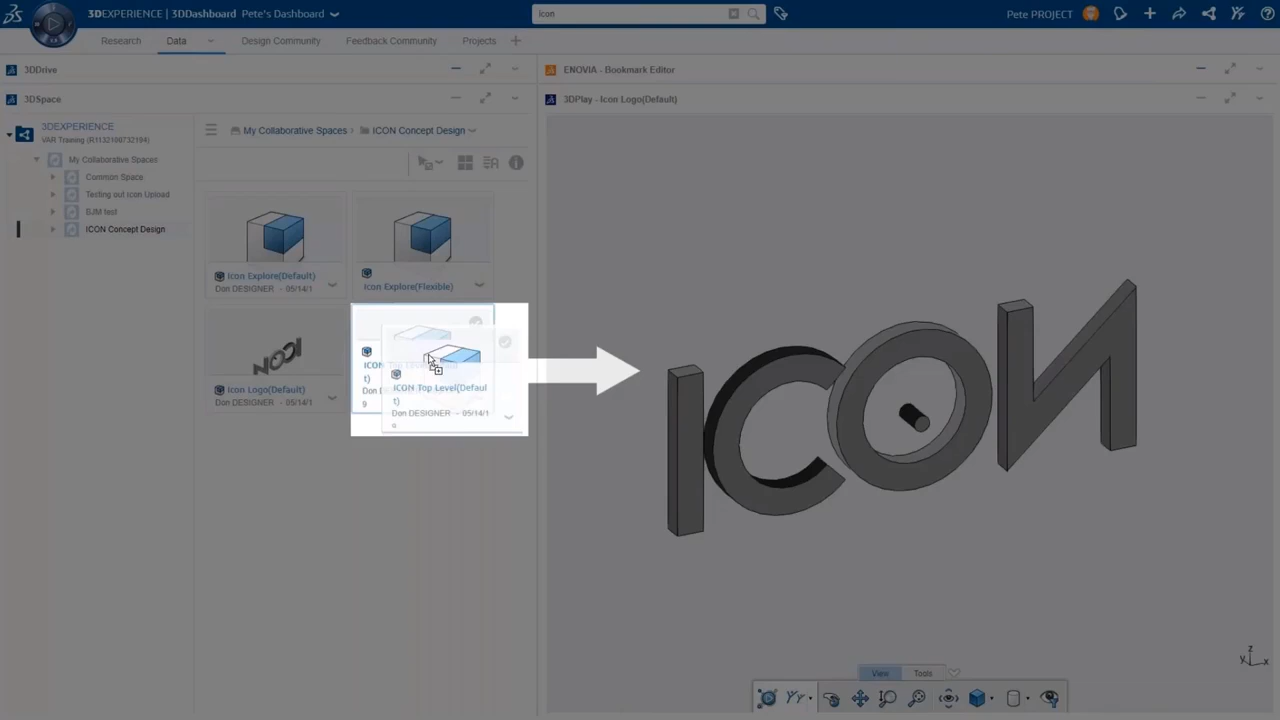 3DEXPERIENCE | 3DDashboard Pete's Dashboard
Icon
Pete PROJECT
Research
Data
Design Community
Feedback Community
Projects
3DDrive
ENOVIA - Bookmark Editor
3DSpace
3DPlay - Icon Logo(Default)
3DEXPERIENCE
VAR Training (R1132100732194)
My Collaborative Spaces
Common Space
Testing out Icon Upload
BJM test
ICON Concept Design
My Collaborative Spaces
ICON Concept Design
Icon Explore(Default)
Don DESIGNER - 05/14/1
Icon Explore(Flexible)
Icon Logo(Default)
Don DESIGNER - 05/14/1
ICON Top Level(Defaul
t)
Don DESIGNER - 05/14/1
9
ICON
ICON
View
Tools
z
y
x